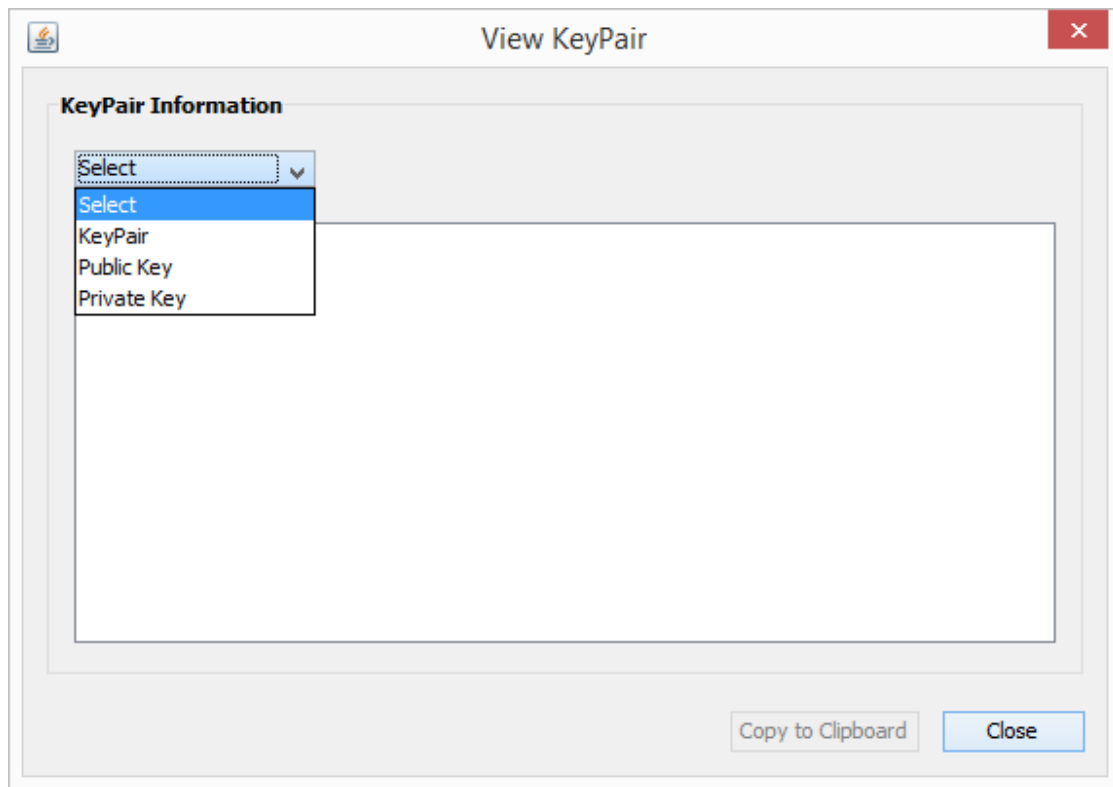 View KeyPair
KeyPair Information
Select
Select
KeyPair
Public Key
Private Key
Copy to Clipboard
Close